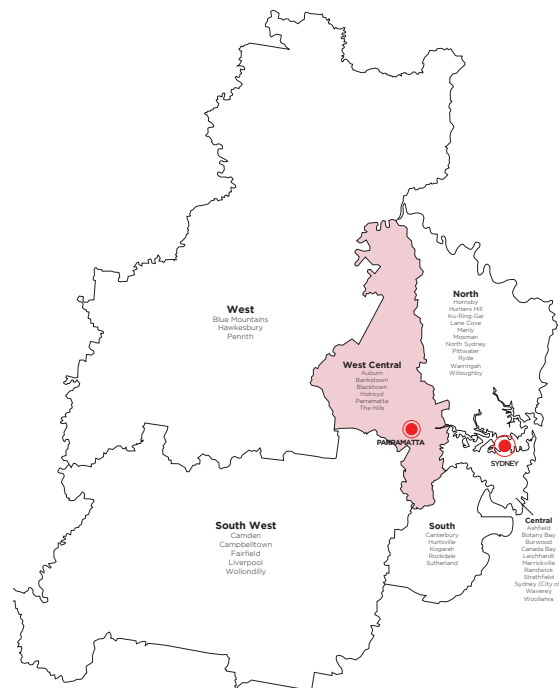 West
Blue Mountains
Hawkesbury
Penrith
North
Hornsby
Hunters Hill
Ku-Ring-Gai
Lane Cove
Manly
Mosman
North Sydney
Pittwater
Ryde
Warringah
Willoughby
West Central
Auburn
Bankstown
Blacktown
Holroyd
Parramatta
The Hills
PARRAMATTA
SYDNEY
South West
Camden
Campbelltown
Fairfield
Liverpool
Wollondilly
South
Canterbury
Hurtsville
Kogarah
Rockdale
Sutherland
Central
Ashfield
Botany Bay
Burwood
Canada Bay
Leichhardt
Marrickville
Randwick
Strathfield
Sydney (City of
Waverey
Woollahra